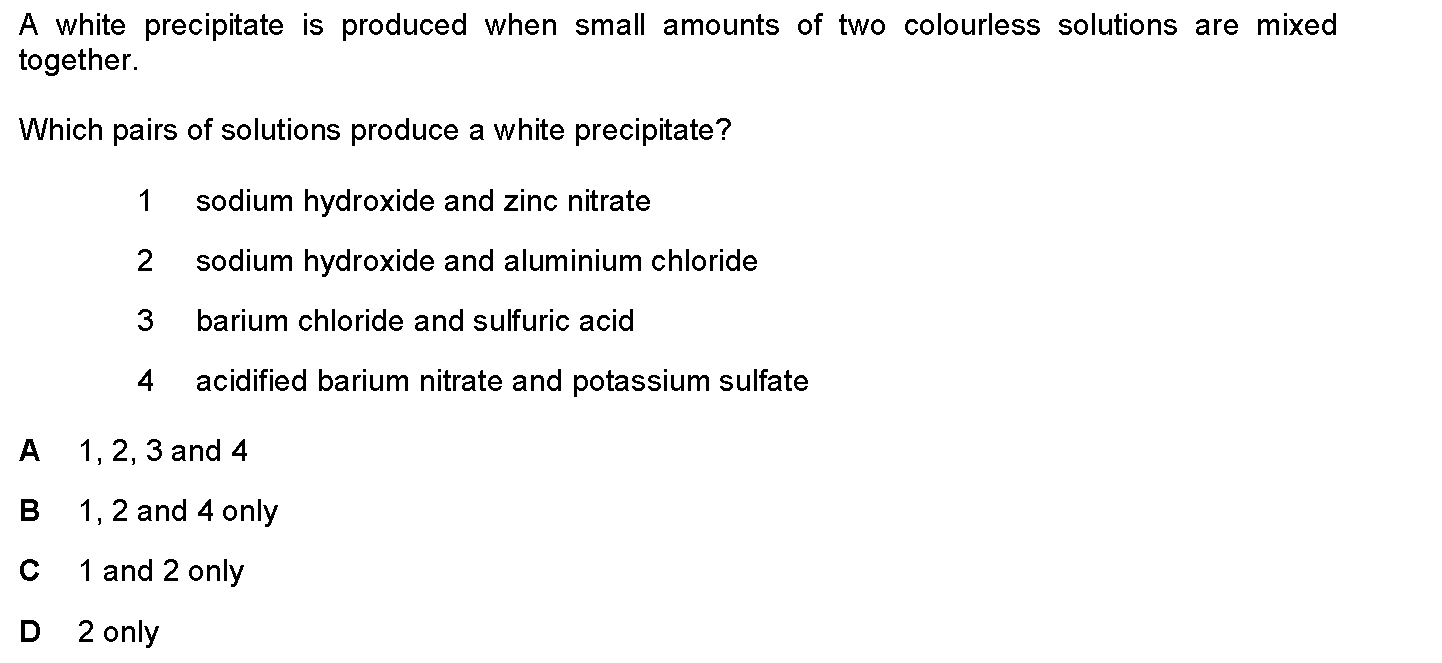 A white precipitate is produced when small amounts of two colourless solutions are mixed
together.
Which pairs of solutions produce a white precipitate?
1 sodium hydroxide and zinc nitrate
2 sodium hydroxide and aluminium chloride
3 barium chloride and sulfuric acid
4 acidified barium nitrate and potassium sulfate
A 1, 2, 3 and 4
B 1, 2 and 4 only
C 1 and 2 only
D 2 only